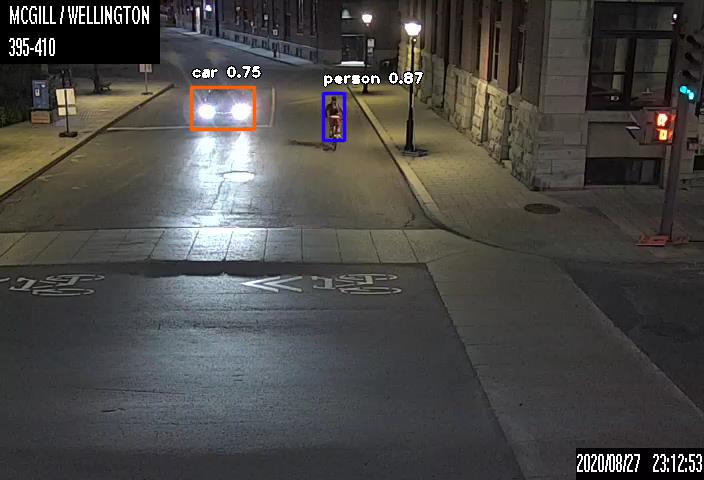 MCGILL / WELLINGTON
395-410
car 0.75
person 0.87
2020/08/27 23:12:53